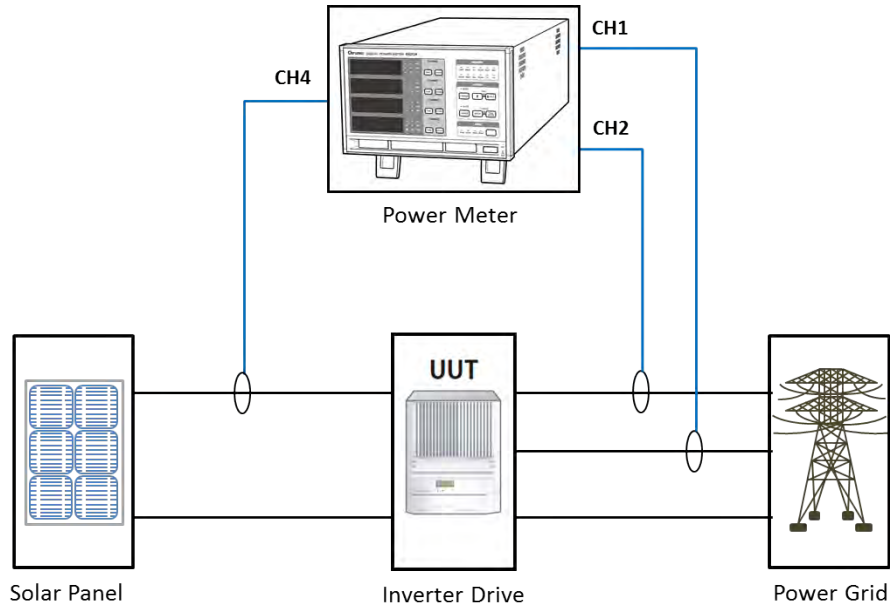 CH1
CH4
CH2
Power Meter
UUT
Solar Panel
Inverter Drive
Power Grid